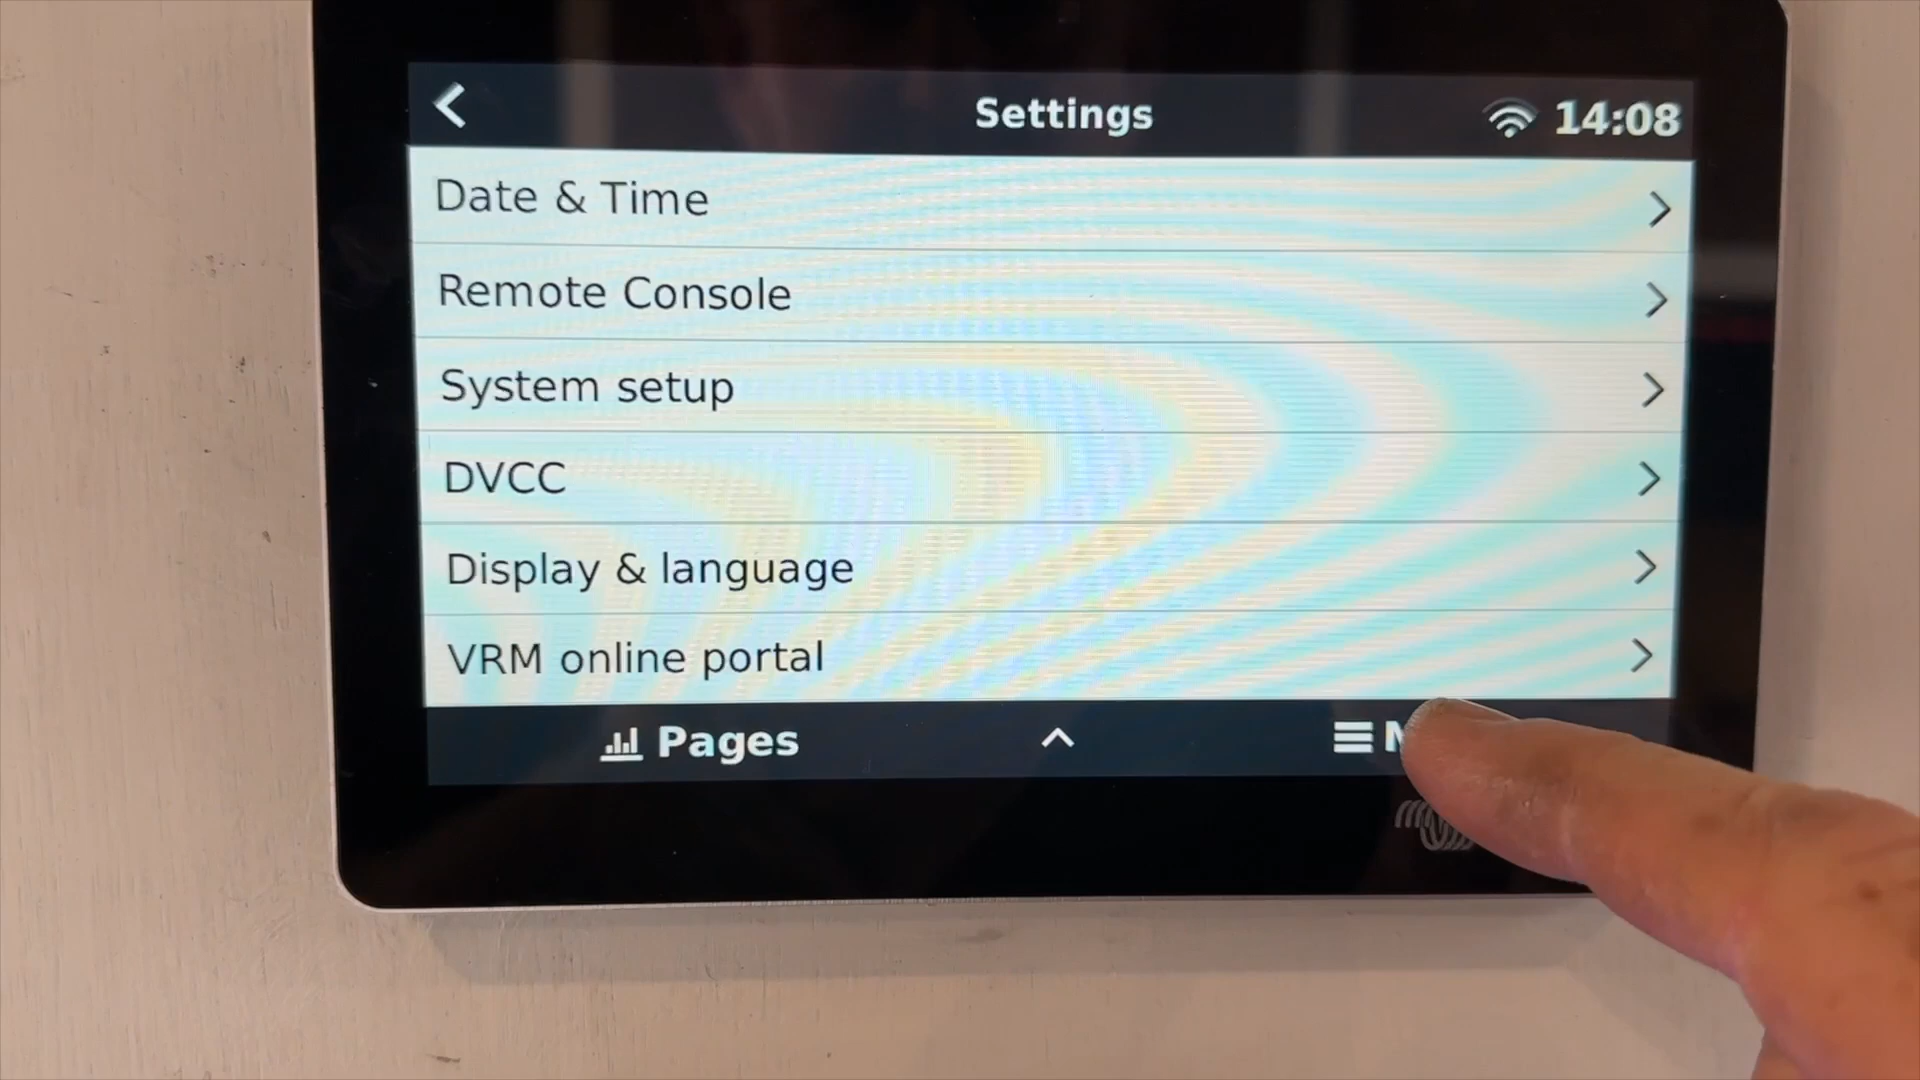 Settings
14:08
Date & Time
Remote Console
System setup
DVCC
Display & language
VRM online portal
Pages